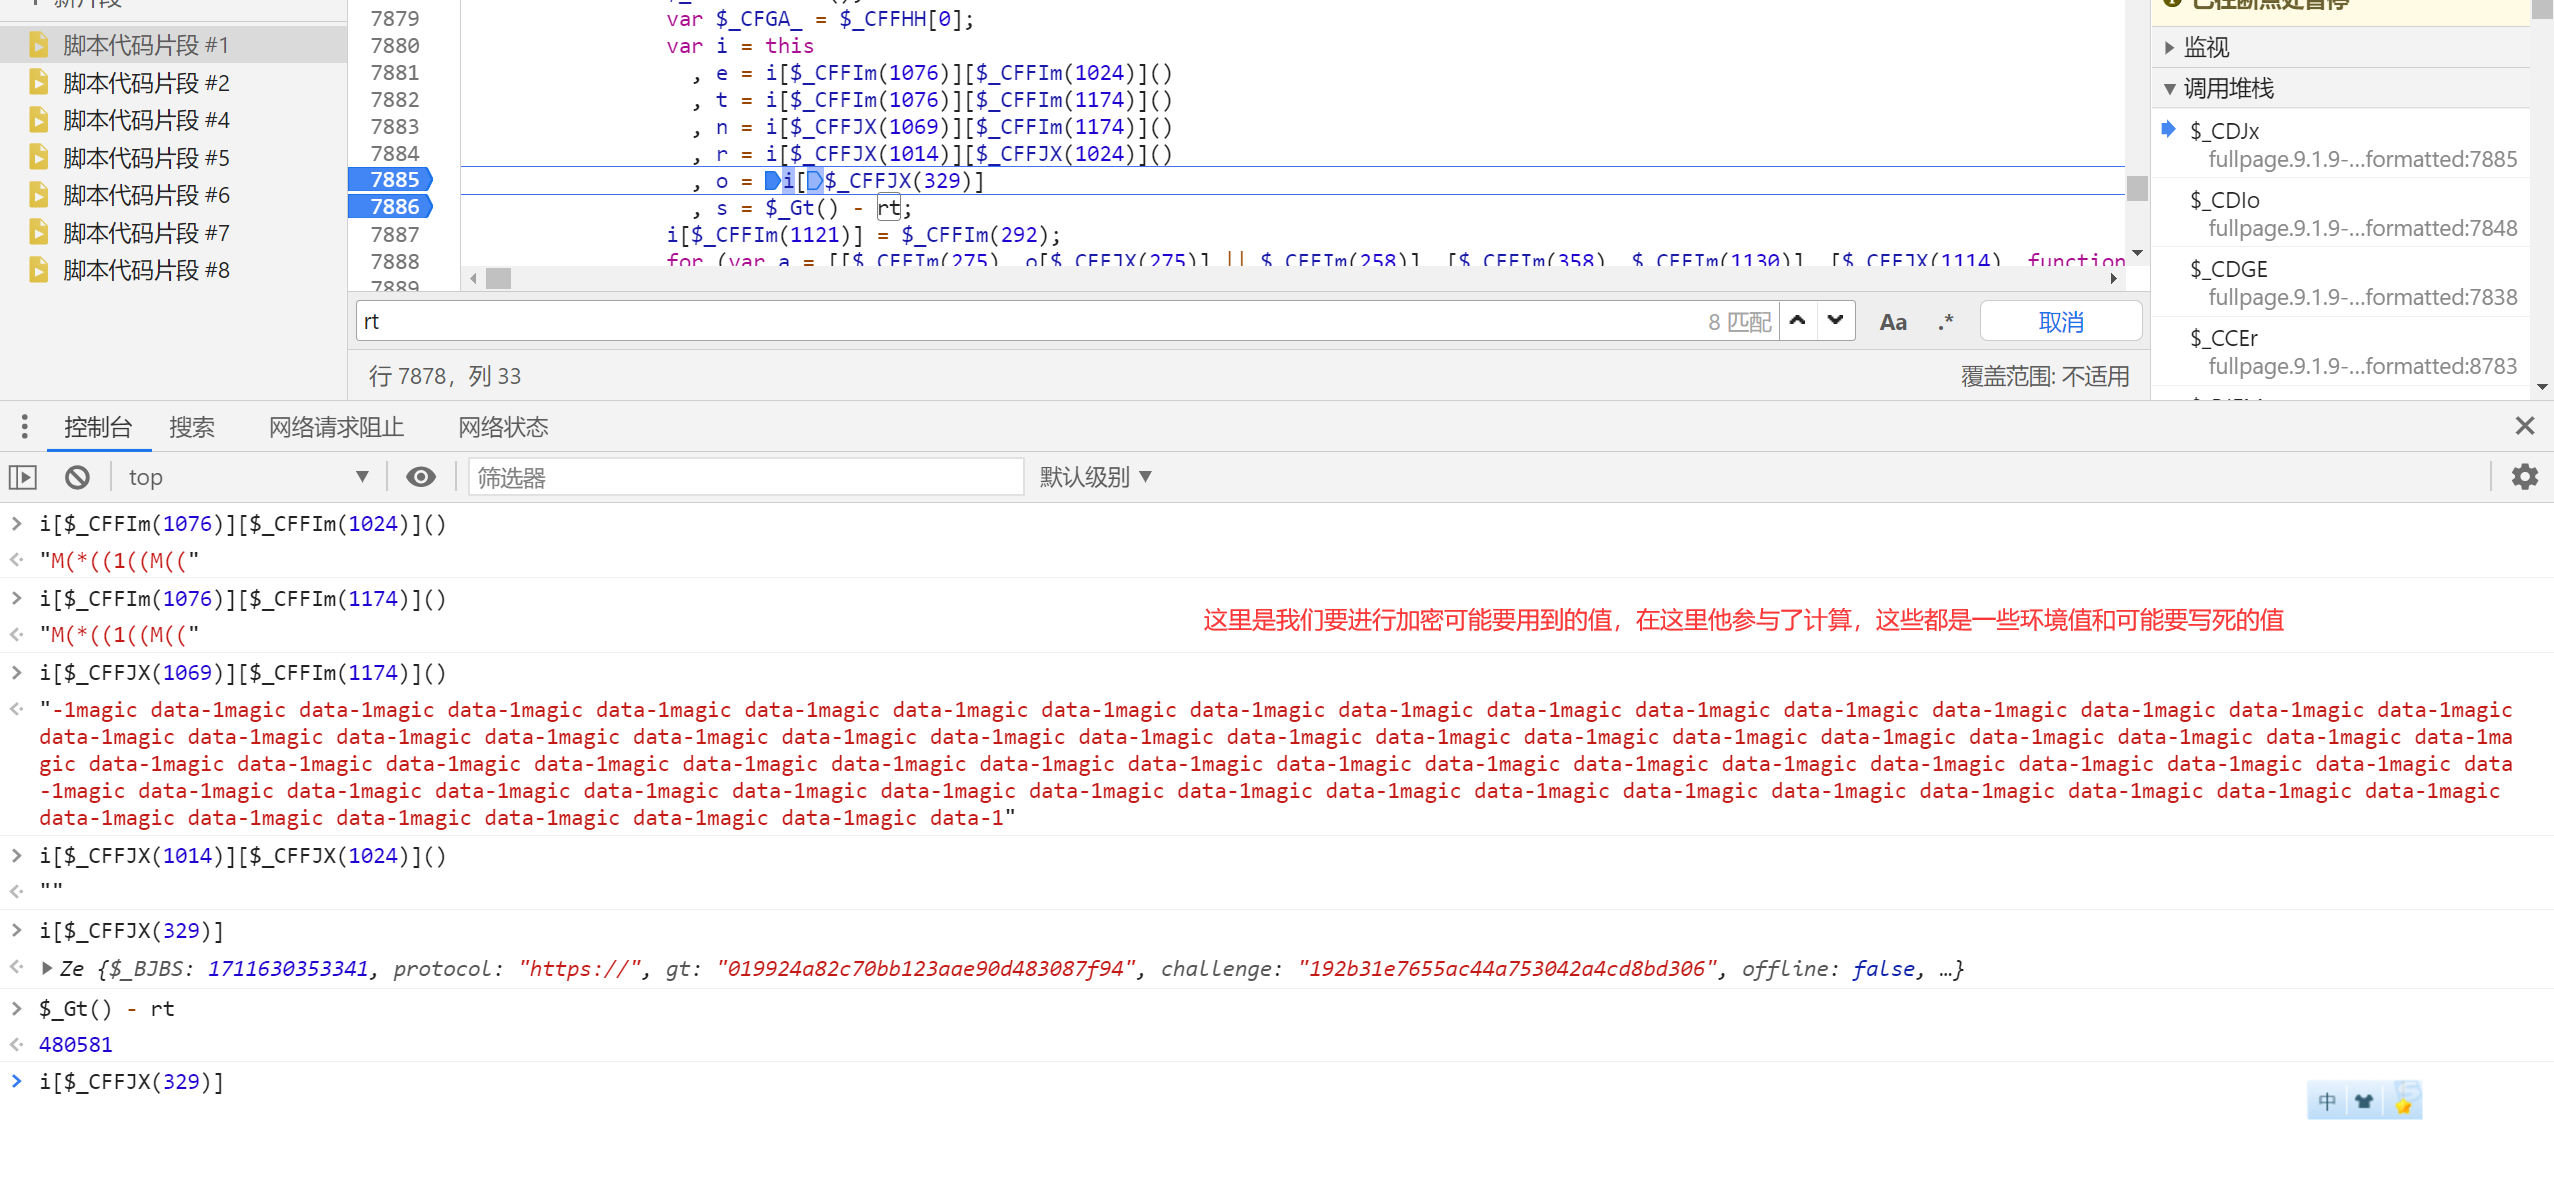 新片段
脚本代码片段 #1
脚本代码片段 #2
脚本代码片段 #4
脚本代码片段 #5
脚本代码片段 #6
脚本代码片段 #7
脚本代码片段 #8
7879 var $_CFGA_ = $_CFFHH[0];
7880 var i = this
7881 , e = i[$_CFFIm(1076)][$_CFFIm(1024)]()
7882 , t = i[$_CFFIm(1076)][$_CFFIm(1174)]()
7883 , n = i[$_CFFJX(1069)][$_CFFIm(1174)]()
7884 , r = i[$_CFFJX(1014)][$_CFFJX(1024)]()
7885 , o = i[$_CFFJX(329)]
7886 , s = $_Gt() - rt;
7887 i[$_CFFIm(1121)] = $_CFFIm(292);
7888 for (var a = [[$_CFFIm(275), o[$_CFFJX(275)] || $_CFFIm(258)], [$_CFFIm(358), $_CFFIm(1130)], [$_CFFJX(1114), function
7889
rt
8 匹配
Aa
.*
取消
行 7878，列 33
覆盖范围: 不适用
已在断点处暂停
监视
调用堆栈
$_CDJx
fullpage.9.1.9-…formatted:7885
$_CDIo
fullpage.9.1.9-…formatted:7848
$_CDGE
fullpage.9.1.9-…formatted:7838
$_CCEr
fullpage.9.1.9-…formatted:8783
控制台 搜索 网络请求阻止 网络状态
top
筛选器
默认级别
i[$_CFFIm(1076)][$_CFFIm(1024)]()
"M(*((1((M(("
i[$_CFFIm(1076)][$_CFFIm(1174)]()
"M(*((1((M(("
这里是我们要进行加密可能要用到的值，在这里他参与了计算，这些都是一些环境值和可能要写死的值
i[$_CFFJX(1069)][$_CFFIm(1174)]()
"-1magic data-1magic data-1magic data-1magic data-1magic data-1magic data-1magic data-1magic data-1magic data-1magic data-1magic data-1magic data-1magic data-1magic data-1magic data-1magic data-1magic
data-1magic data-1magic data-1magic data-1magic data-1magic data-1magic data-1magic data-1magic data-1magic data-1magic data-1magic data-1magic data-1magic data-1magic data-1magic data-1magic data-1ma
gic data-1magic data-1magic data-1magic data-1magic data-1magic data-1magic data-1magic data-1magic data-1magic data-1magic data-1magic data-1magic data-1magic data-1magic data-1magic data-1magic data
-1magic data-1magic data-1magic data-1magic data-1magic data-1magic data-1magic data-1magic data-1magic data-1magic data-1magic data-1magic data-1magic data-1magic data-1magic data-1magic data-1magic
data-1magic data-1magic data-1magic data-1magic data-1magic data-1magic data-1"
i[$_CFFJX(1014)][$_CFFJX(1024)]()
""
i[$_CFFJX(329)]
Ze {$_BJBS: 1711630353341, protocol: "https://", gt: "019924a82c70bb123aae90d483087f94", challenge: "192b31e7655ac44a753042a4cd8bd306", offline: false, …}
$_Gt() - rt
480581
i[$_CFFJX(329)]
中